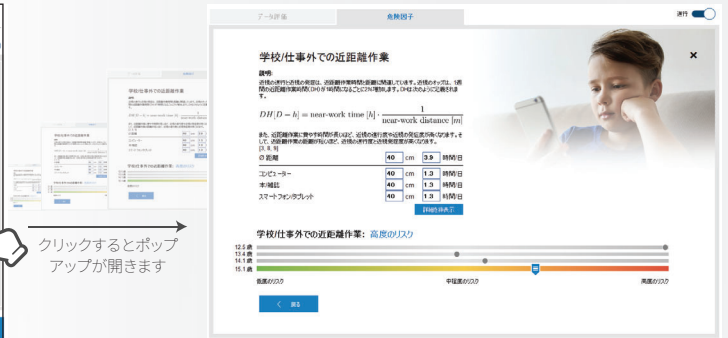 データ評価
危険因子
進行
学校/仕事外での近距離作業
説明:
近視の進行と近視の発症は、近距離作業時間と距離に関連しています。近視のオッズは、1週
間の近距離作業時間(DH)が1時間になるごとに2%増加します。DHは次のように定義されま
す。
DH[D − h] = near-work time [h] · 1 / near-work distance [m]
また、近距離作業に費やす時間が長いほど、近視の進行度や近視の発症度が高くなります。そ
して、近距離作業の距離が短いほど、近視の進行度と近視発症度が高くなります。
[3, 8, 9]
Ø 距離 40 cm 3.9 時間/日
コンピューター 40 cm 1.3 時間/日
本/雑誌 40 cm 1.3 時間/日
スマートフォン/タブレット 40 cm 1.3 時間/日
詳細を非表示
学校/仕事外での近距離作業: 高度のリスク
12.5 歳
13.4 歳
14.1 歳
15.1 歳
低度のリスク 中程度のリスク 高度のリスク
戻る
クリックするとポップ
アップが開きます